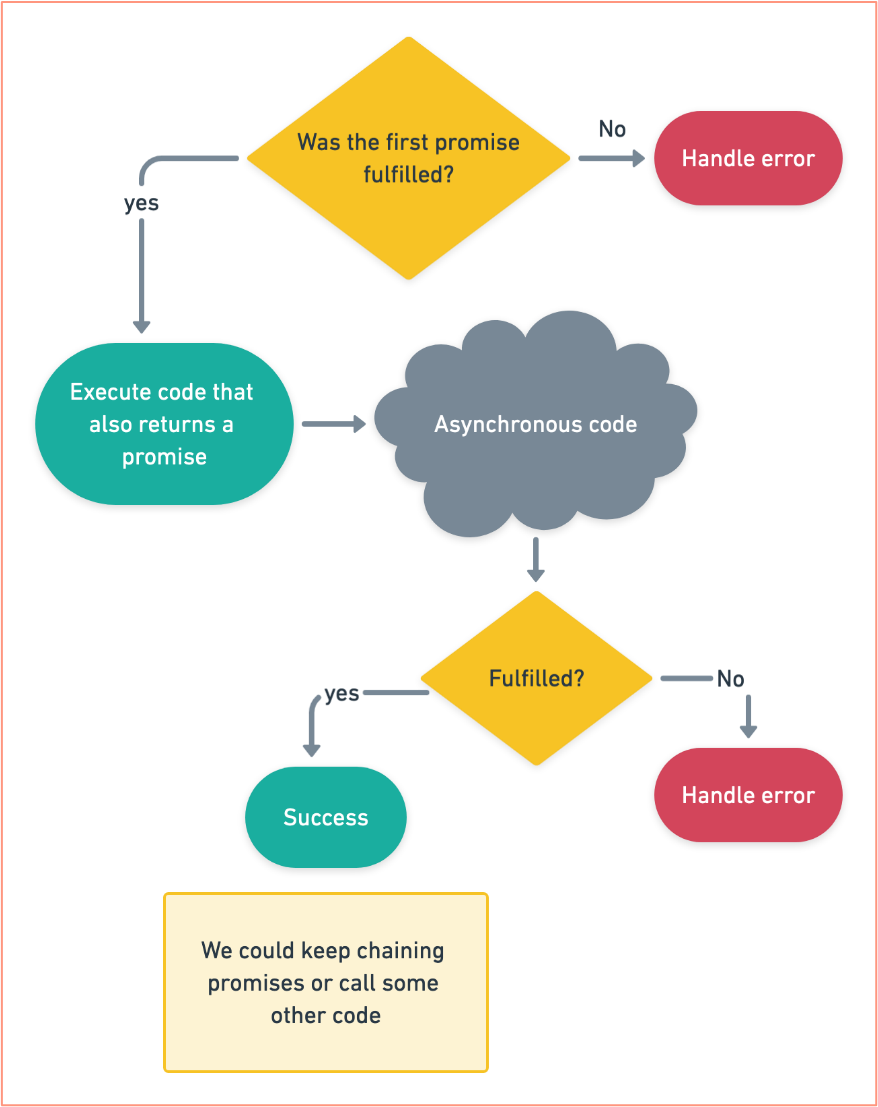 Was the first promise
fulfilled?
No
Handle error
yes
Execute code that
also returns a
promise
Asynchronous code
Fulfilled?
yes
No
Success
Handle error
We could keep chaining
promises or call some
other code